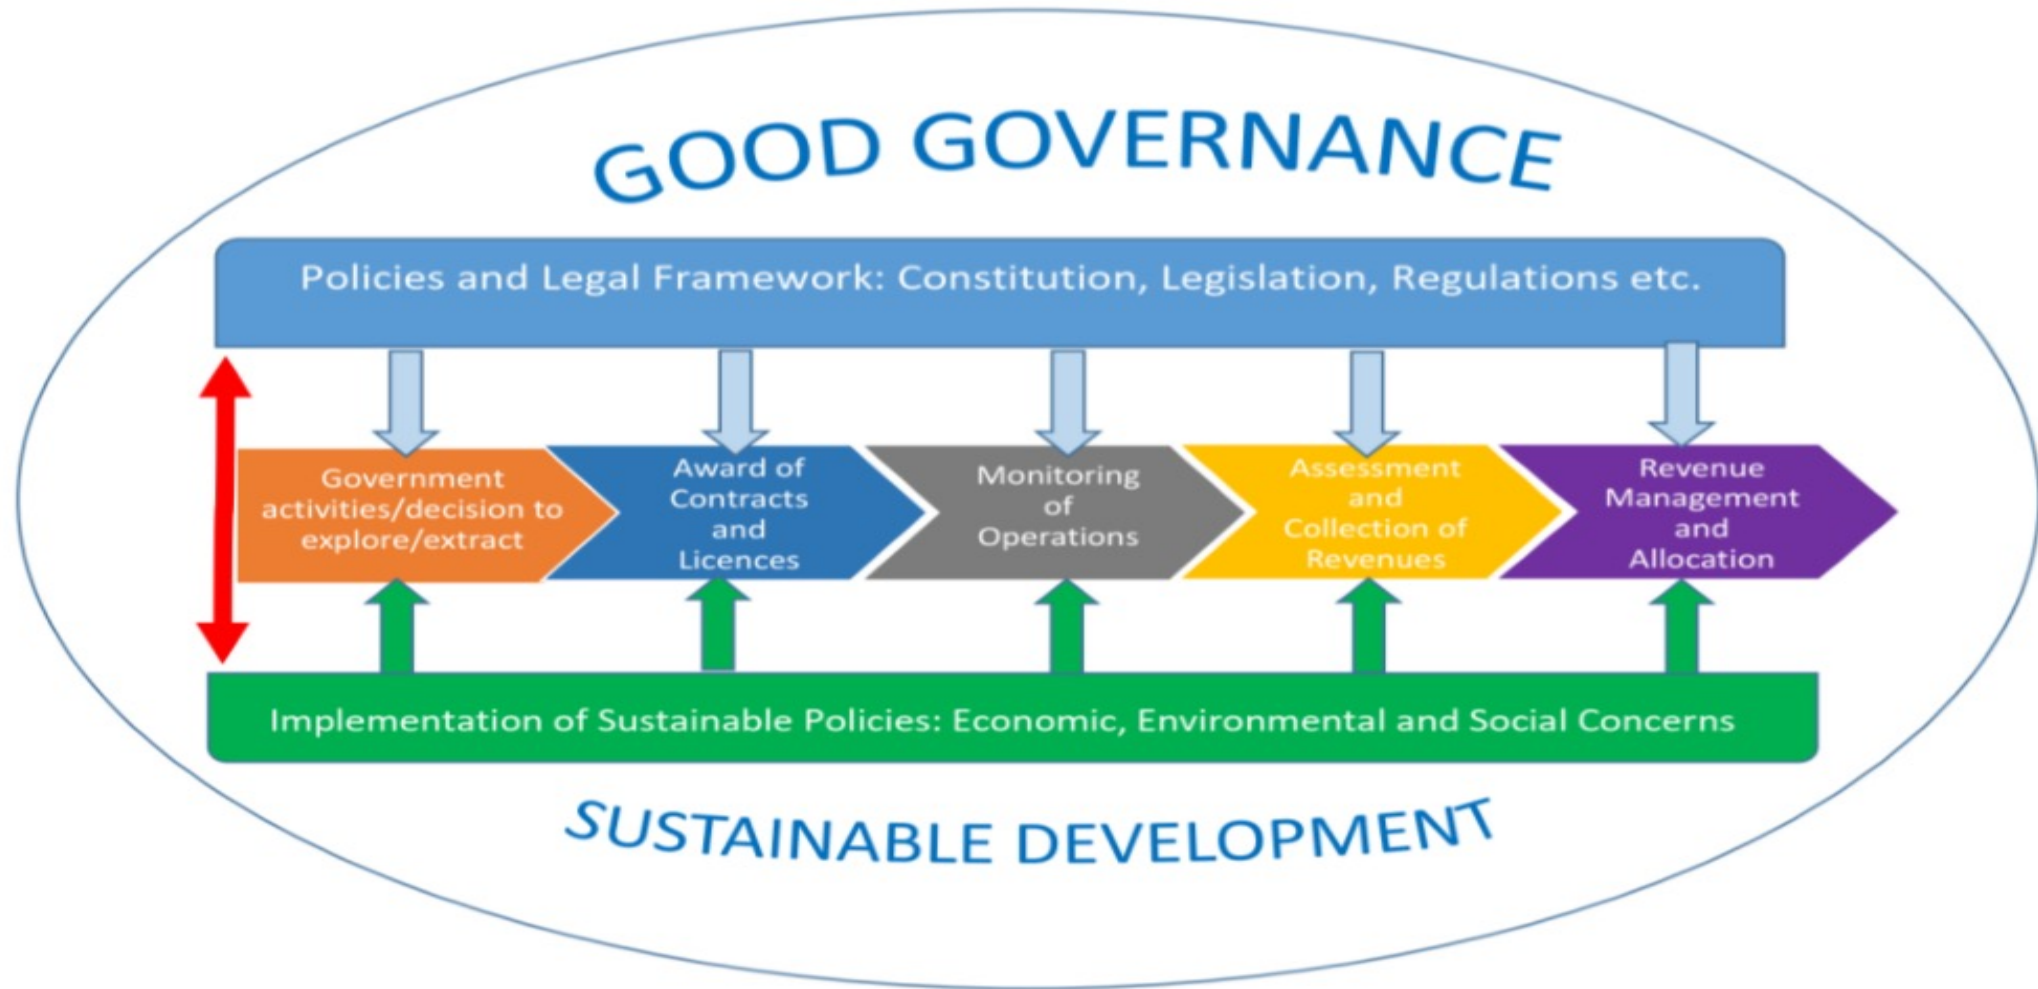 GOOD GOVERNANCE
Policies and Legal Framework: Constitution, Legislation, Regulations etc.
Government
activities/decision to
explore/extract
Award of
Contracts
and
Licences
Monitoring
of
Operations
Assessment
and
Collection of
Revenues
Revenue
Management
and
Allocation
Implementation of Sustainable Policies: Economic, Environmental and Social Concerns
SUSTAINABLE DEVELOPMENT